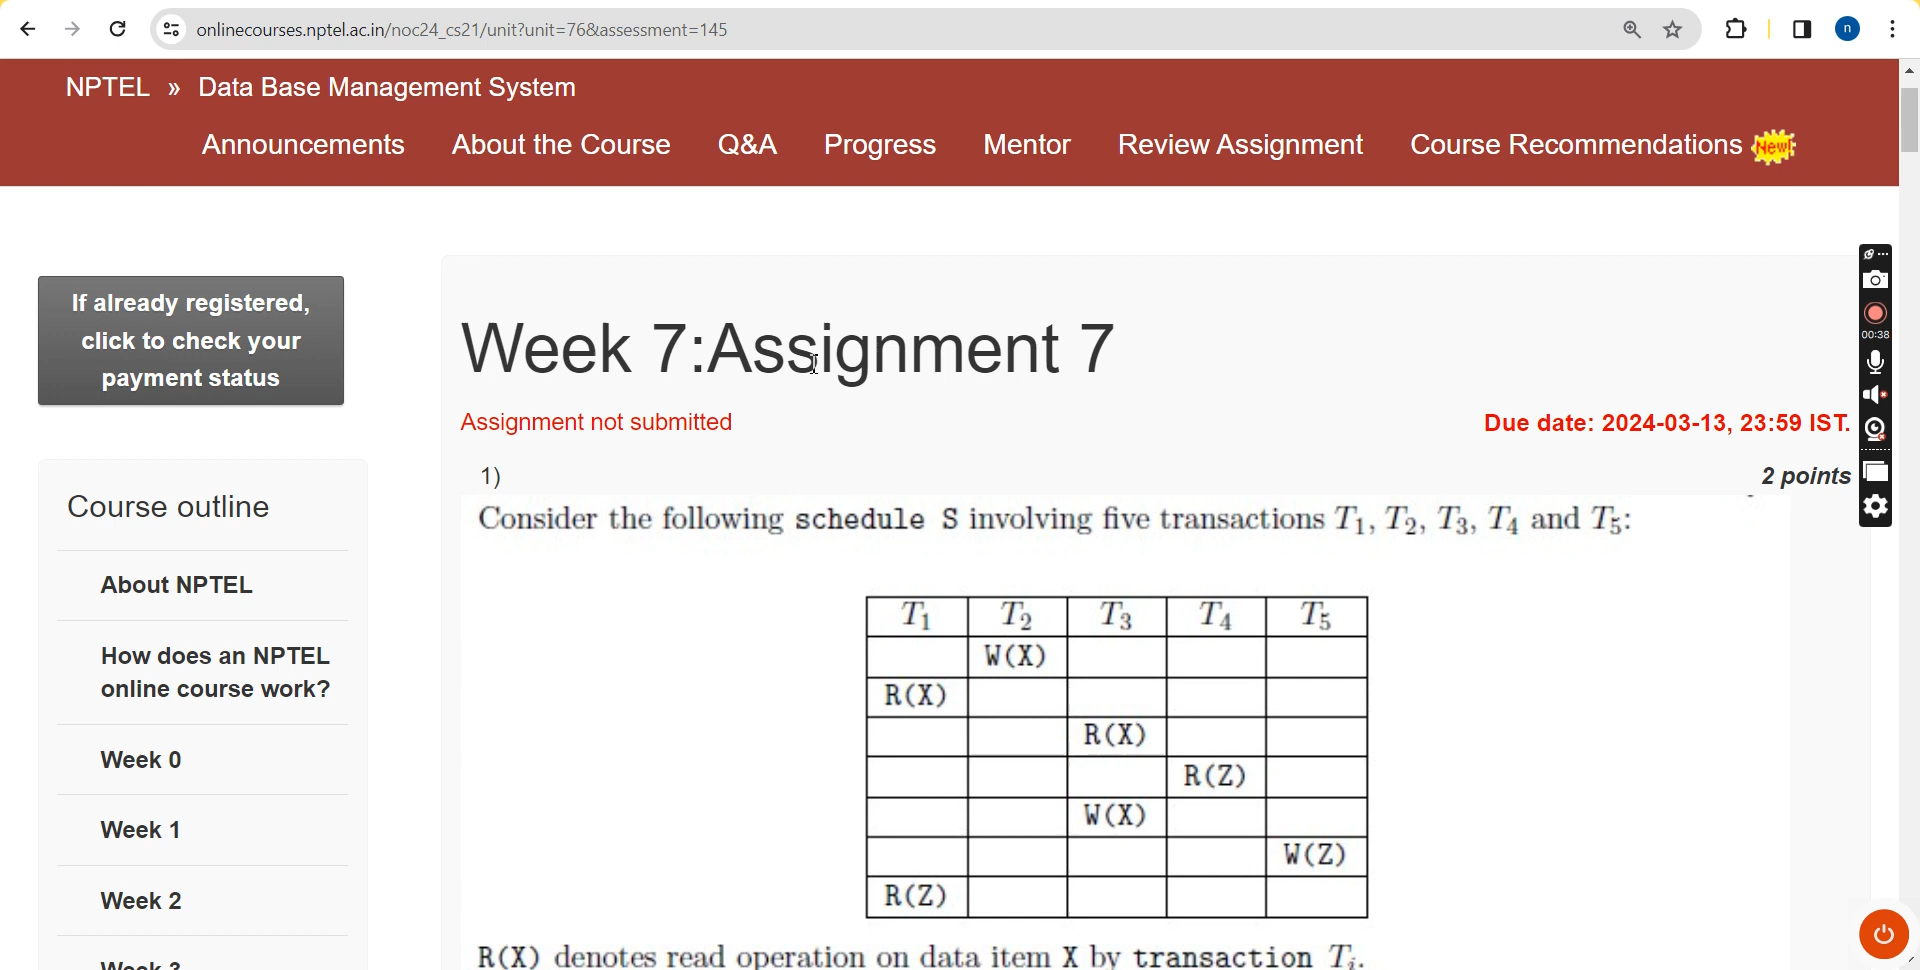 onlinecourses.nptel.ac.in/noc24_cs21/unit?unit=76&assessment=145
n
NPTEL » Data Base Management System
Announcements About the Course Q&A Progress Mentor Review Assignment Course Recommendations New!
If already registered,
click to check your
payment status
Week 7:Assignment 7
Assignment not submitted
Due date: 2024-03-13, 23:59 IST.
00:38
Course outline
About NPTEL
How does an NPTEL
online course work?
Week 0
Week 1
Week 2
Week 3
1)
2 points
Consider the following schedule S involving five transactions T₁, T₂, T₃, T₄ and T₅:
T₁ T₂ T₃ T₄ T₅
W(X)
R(X)
R(X)
R(Z)
W(X)
W(Z)
R(Z)
R(X) denotes read operation on data item X by transaction Tᵢ.